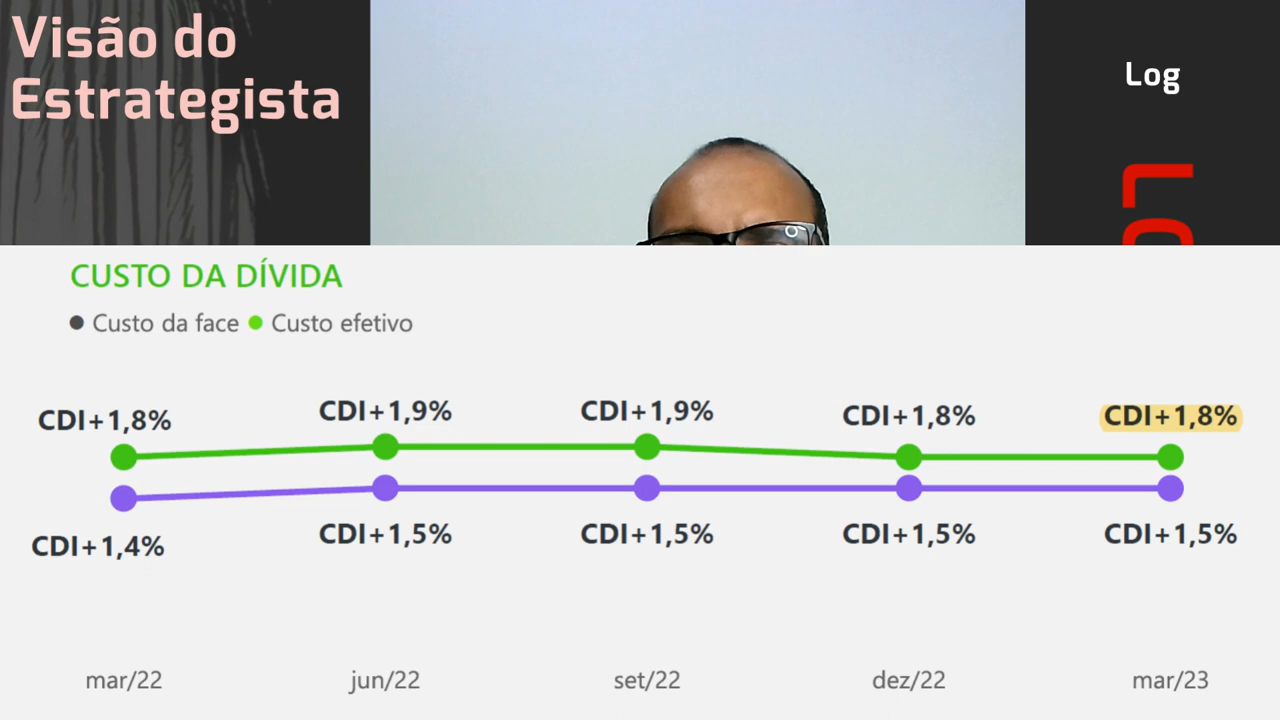 Visão do
Estrategista
Log
CUSTO DA DÍVIDA
Custo da face Custo efetivo
CDI+1,8% CDI+1,9% CDI+1,9% CDI+1,8% CDI+1,8%
CDI+1,4% CDI+1,5% CDI+1,5% CDI+1,5% CDI+1,5%
mar/22 jun/22 set/22 dez/22 mar/23